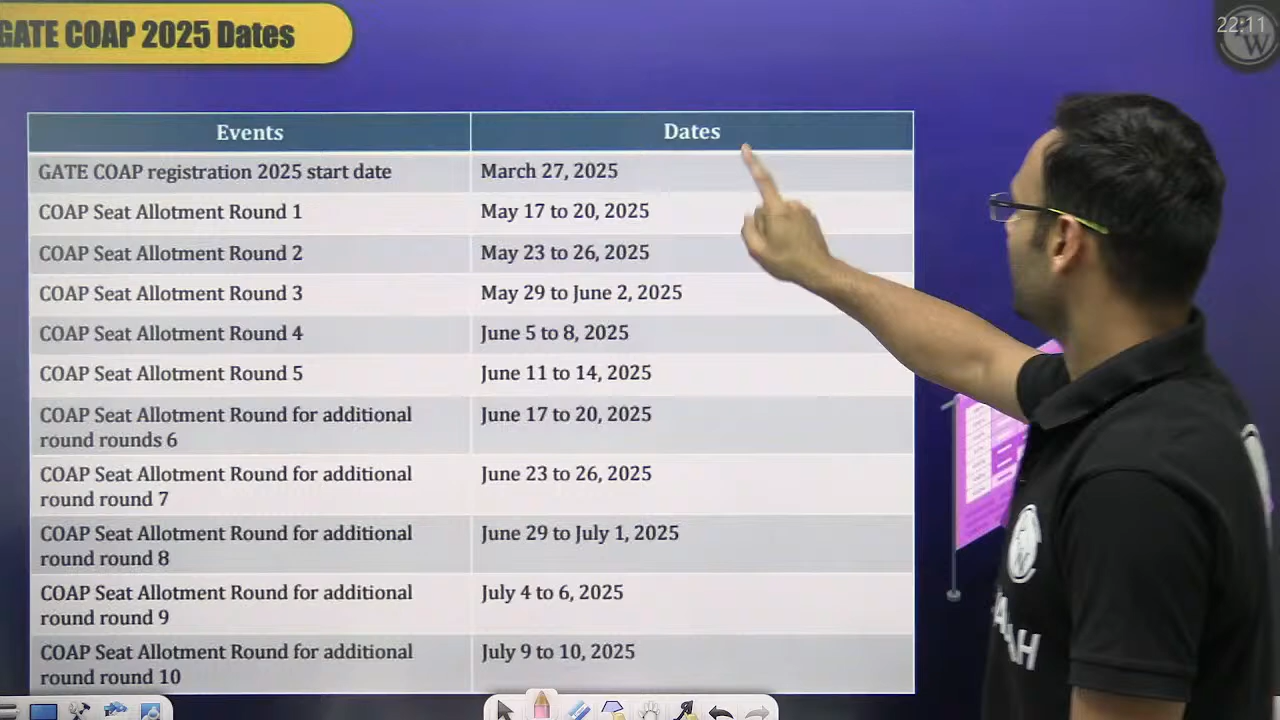 GATE COAP 2025 Dates
22:11
W
Events Dates
GATE COAP registration 2025 start date March 27, 2025
COAP Seat Allotment Round 1 May 17 to 20, 2025
COAP Seat Allotment Round 2 May 23 to 26, 2025
COAP Seat Allotment Round 3 May 29 to June 2, 2025
COAP Seat Allotment Round 4 June 5 to 8, 2025
COAP Seat Allotment Round 5 June 11 to 14, 2025
COAP Seat Allotment Round for additional June 17 to 20, 2025
round rounds 6
COAP Seat Allotment Round for additional June 23 to 26, 2025
round round 7
COAP Seat Allotment Round for additional June 29 to July 1, 2025
round round 8
COAP Seat Allotment Round for additional July 4 to 6, 2025
round round 9
COAP Seat Allotment Round for additional July 9 to 10, 2025
round round 10